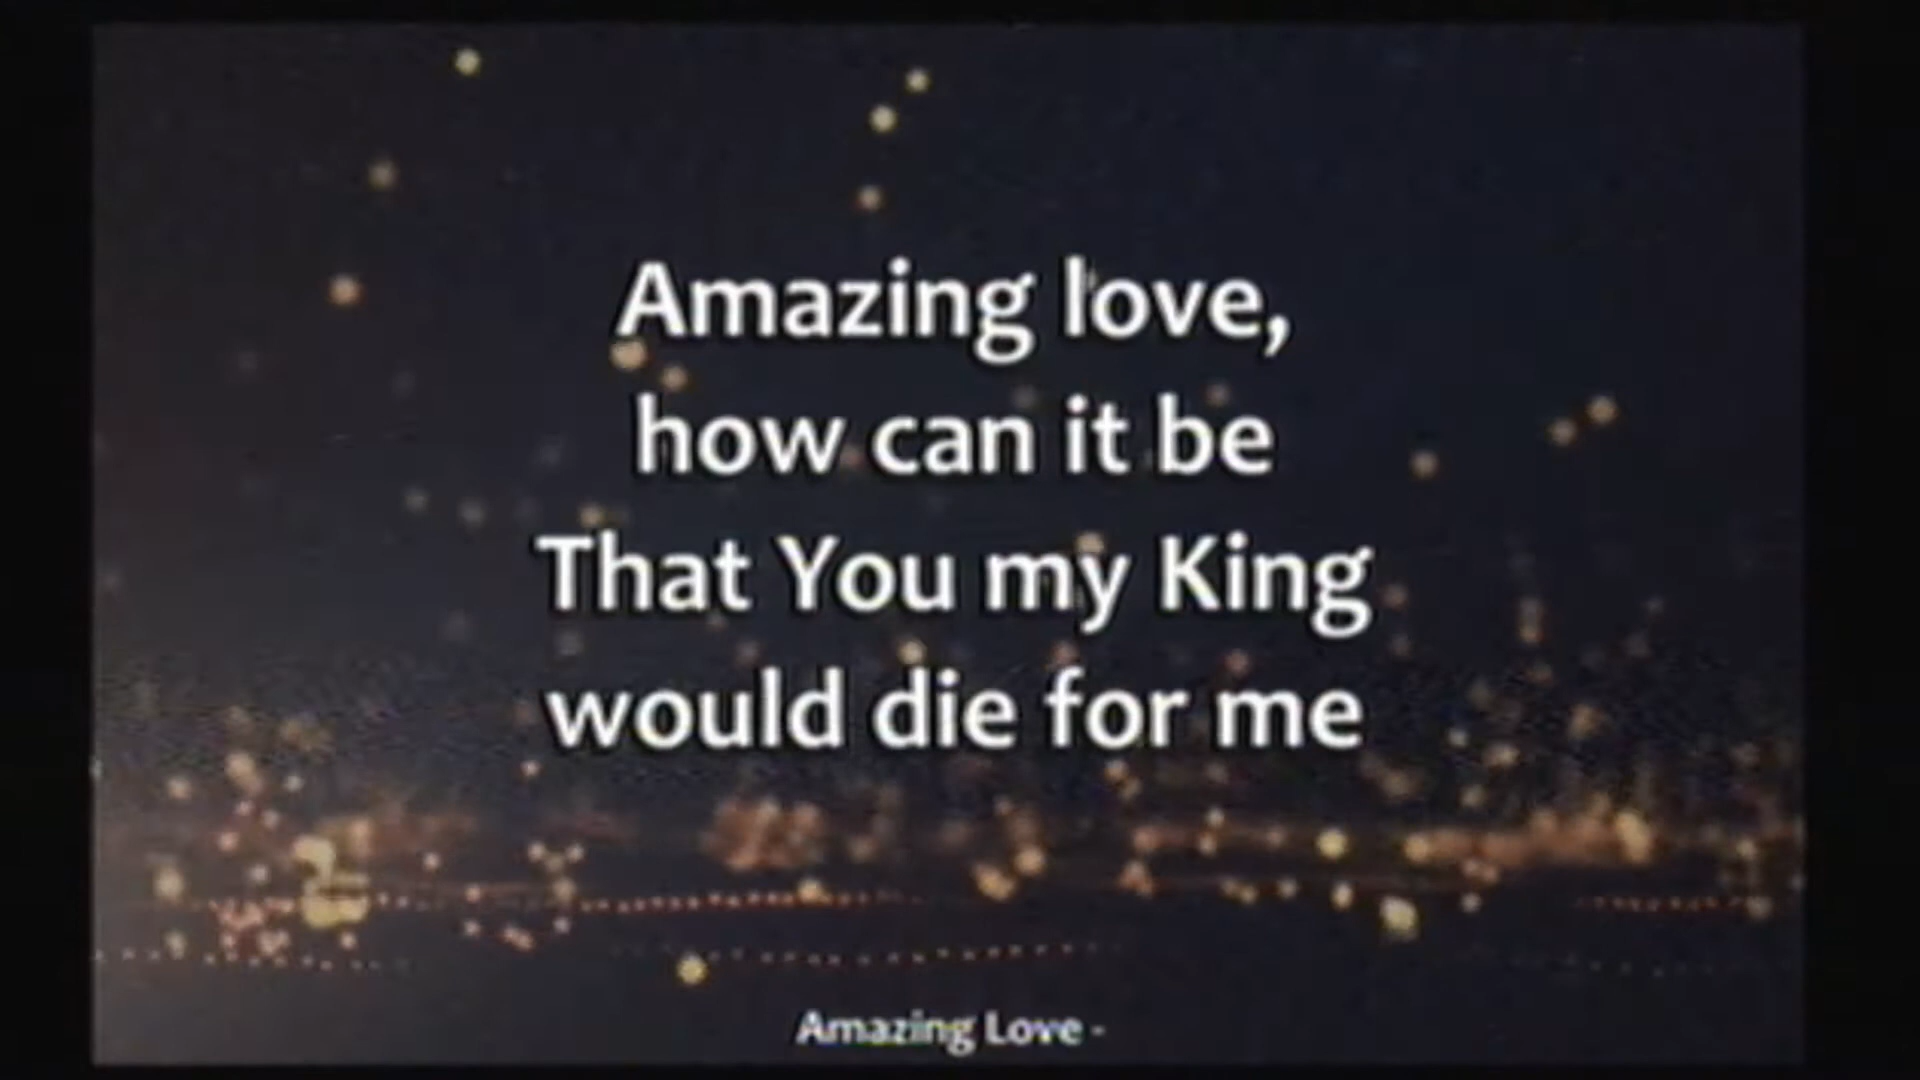 Amazing love,
how can it be
That You my King
would die for me
Amazing Love -